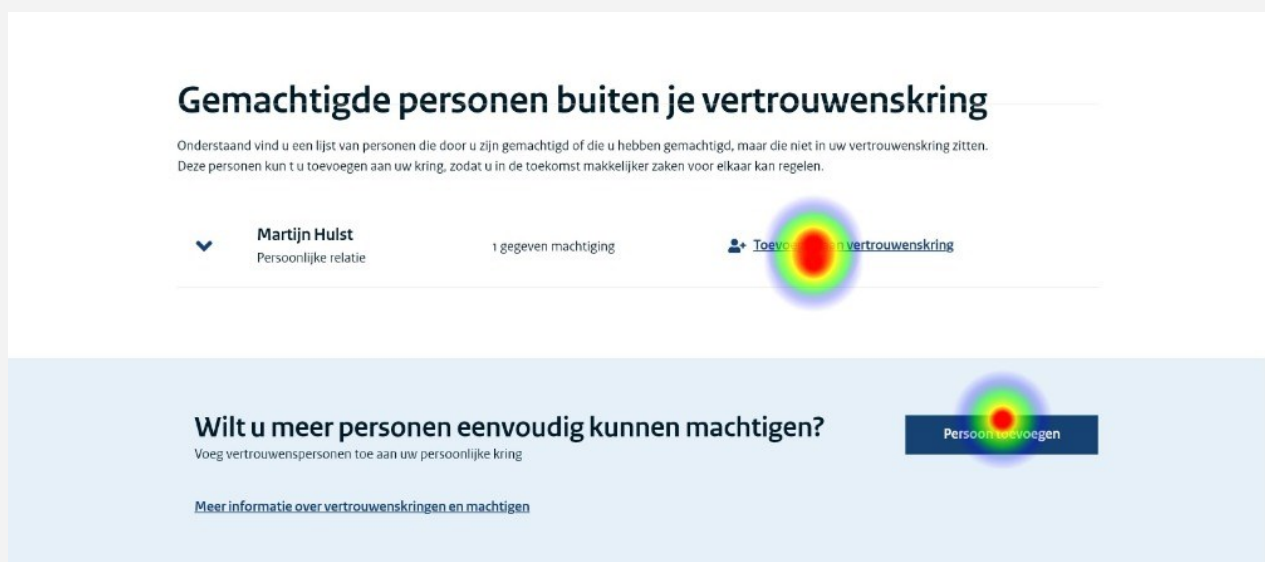 Gemachtigde personen buiten je vertrouwenskring
Onderstaand vind u een lijst van personen die door u zijn gemachtigd of die u hebben gemachtigd, maar die niet in uw vertrouwenskring zitten.
Deze personen kun t u toevoegen aan uw kring, zodat u in de toekomst makkelijker zaken voor elkaar kan regelen.
Martijn Hulst
Persoonlijke relatie
1 gegeven machtiging
Toevoegen aan vertrouwenskring
Wilt u meer personen eenvoudig kunnen machtigen?
Voeg vertrouwenspersonen toe aan uw persoonlijke kring
Persoon toevoegen
Meer informatie over vertrouwenskringen en machtigen